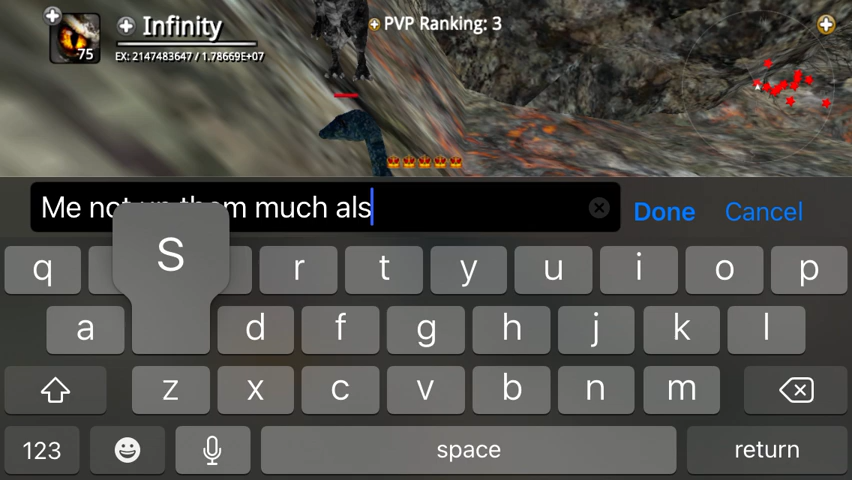 Infinity
PVP Ranking: 3
75
EX: 2147483647 / 1.78669E+07
Me not up them much als
Done
Cancel
S
q r t y u i o p
a d f g h j k l
z x c v b n m
123
space
return